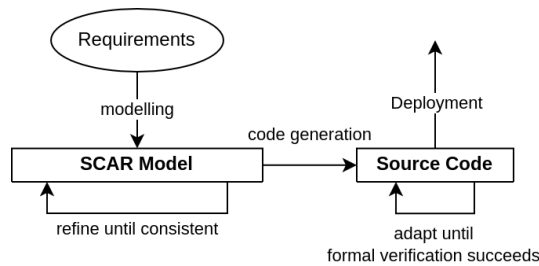 Requirements
modelling
Deployment
code generation
SCAR Model
Source Code
refine until consistent
adapt until
formal verification succeeds